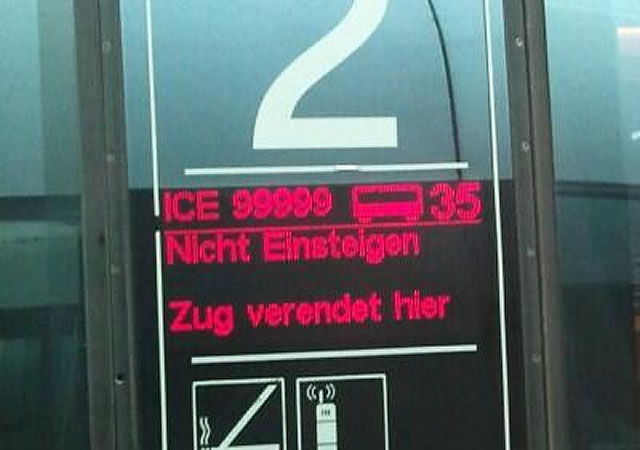 2
ICE 99999 35
Nicht Einsteigen
Zug verendet hier